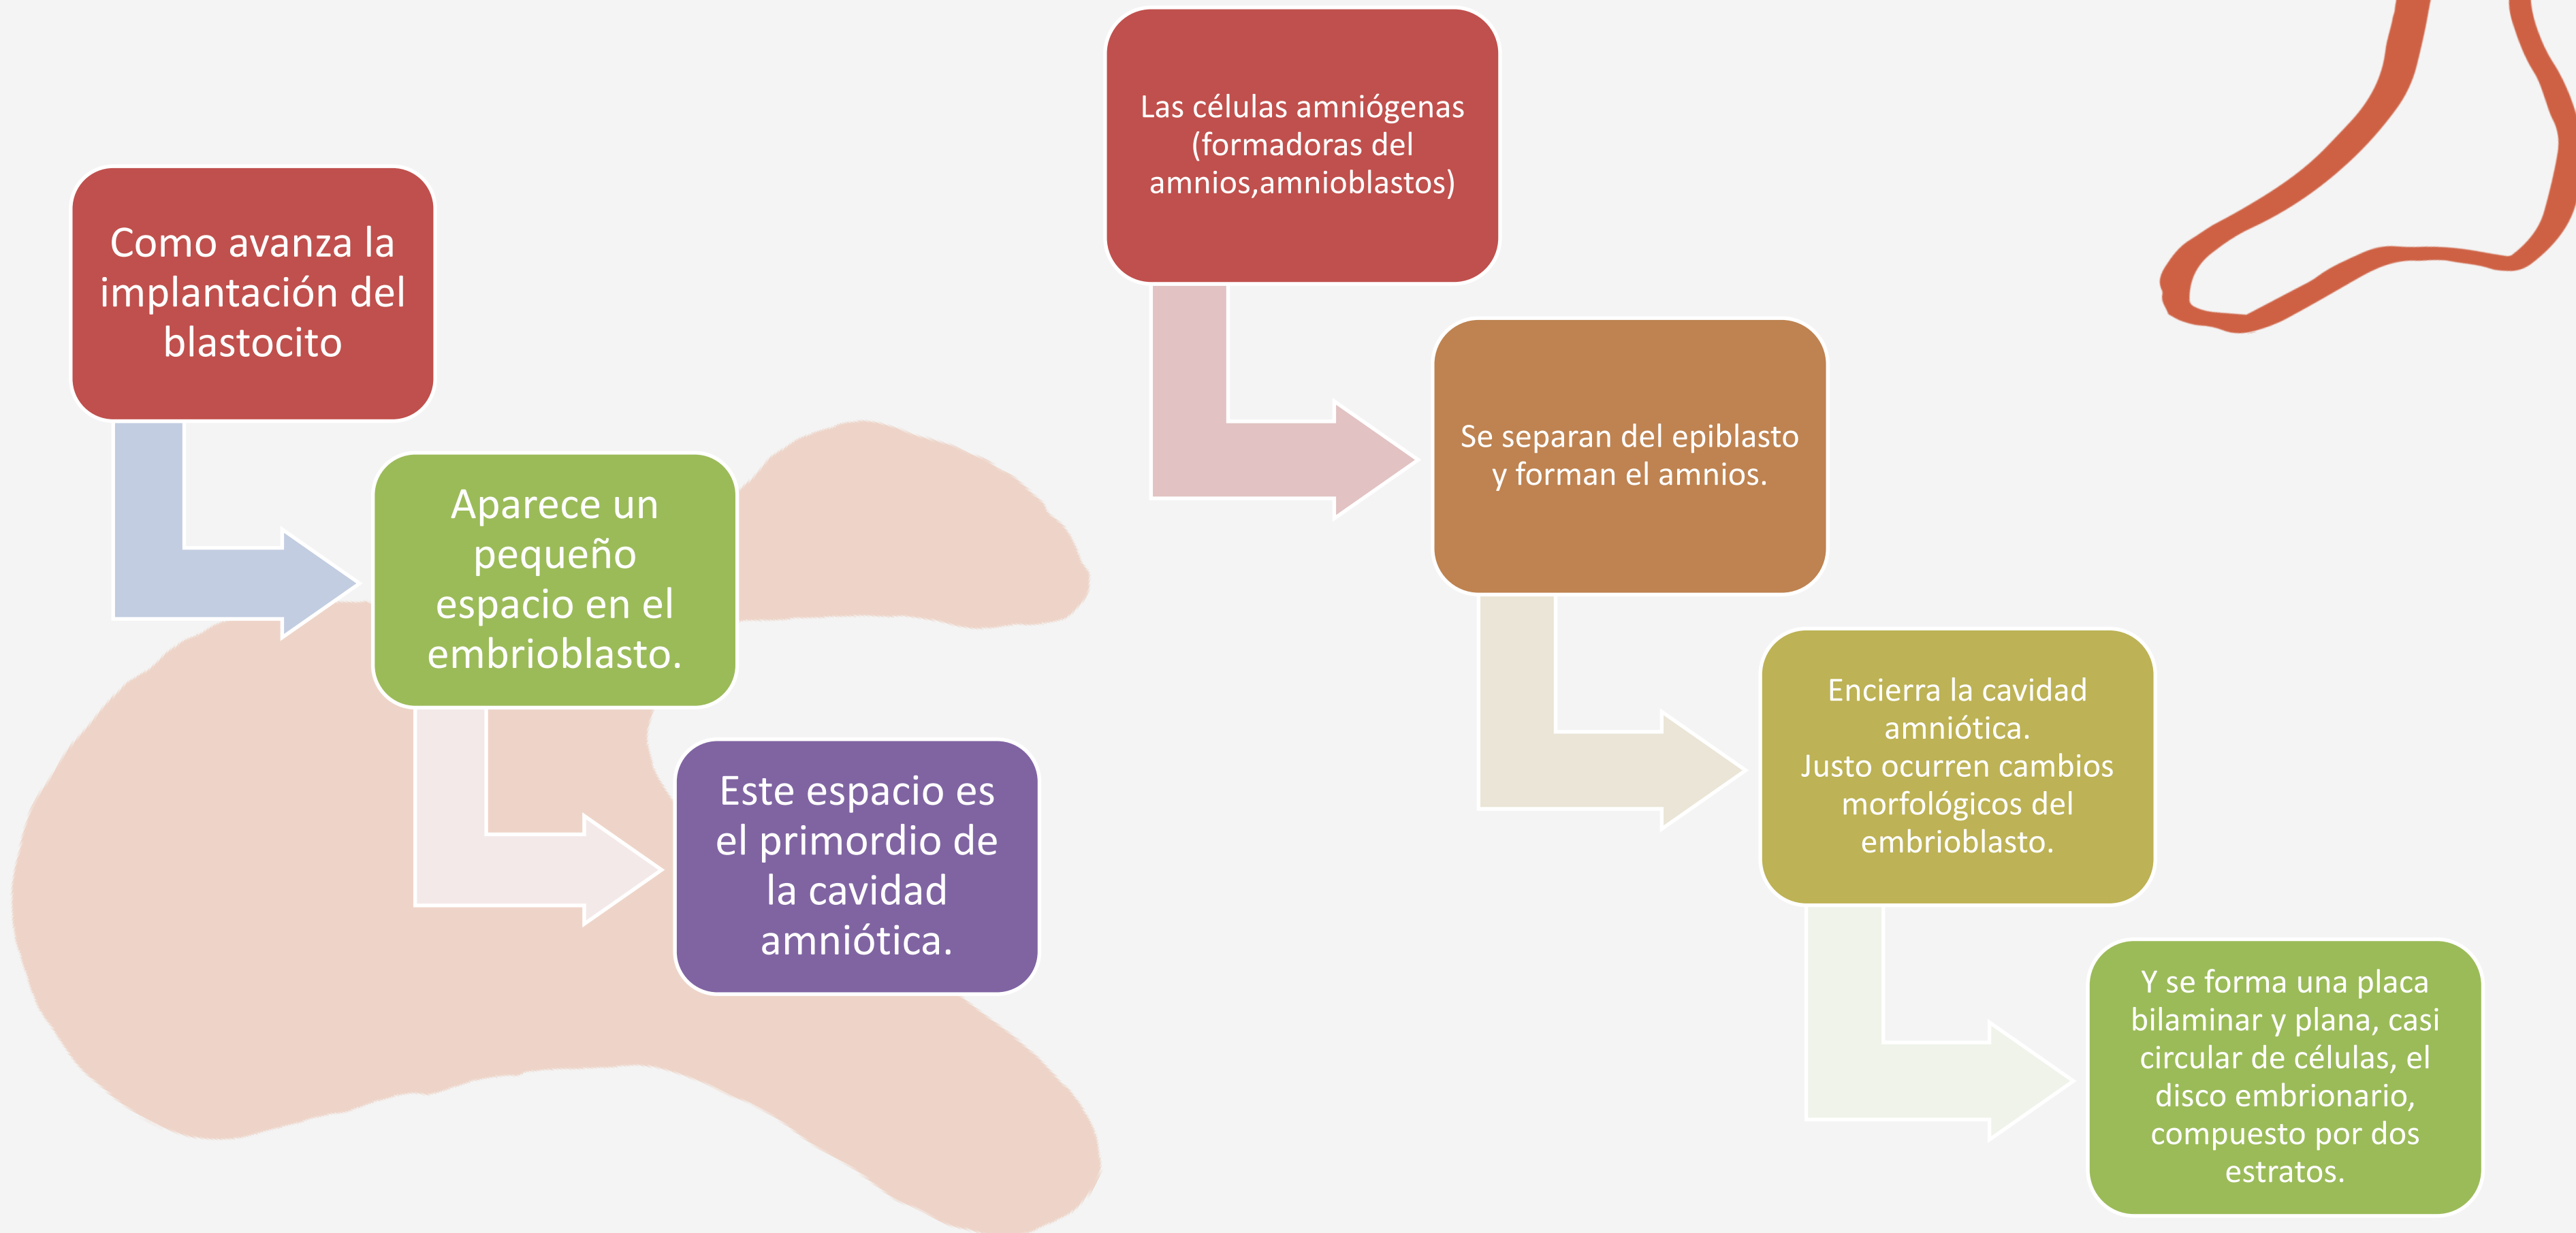 Como avanza la
implantación del
blastocito
Aparece un
pequeño
espacio en el
embrioblasto.
Este espacio es
el primordio de
la cavidad
amniótica.
Las células amniógenas
(formadoras del
amnios,amnioblastos)
Se separan del epiblasto
y forman el amnios.
Encierra la cavidad
amniótica.
Justo ocurren cambios
morfológicos del
embrioblasto.
Y se forma una placa
bilaminar y plana, casi
circular de células, el
disco embrionario,
compuesto por dos
estratos.